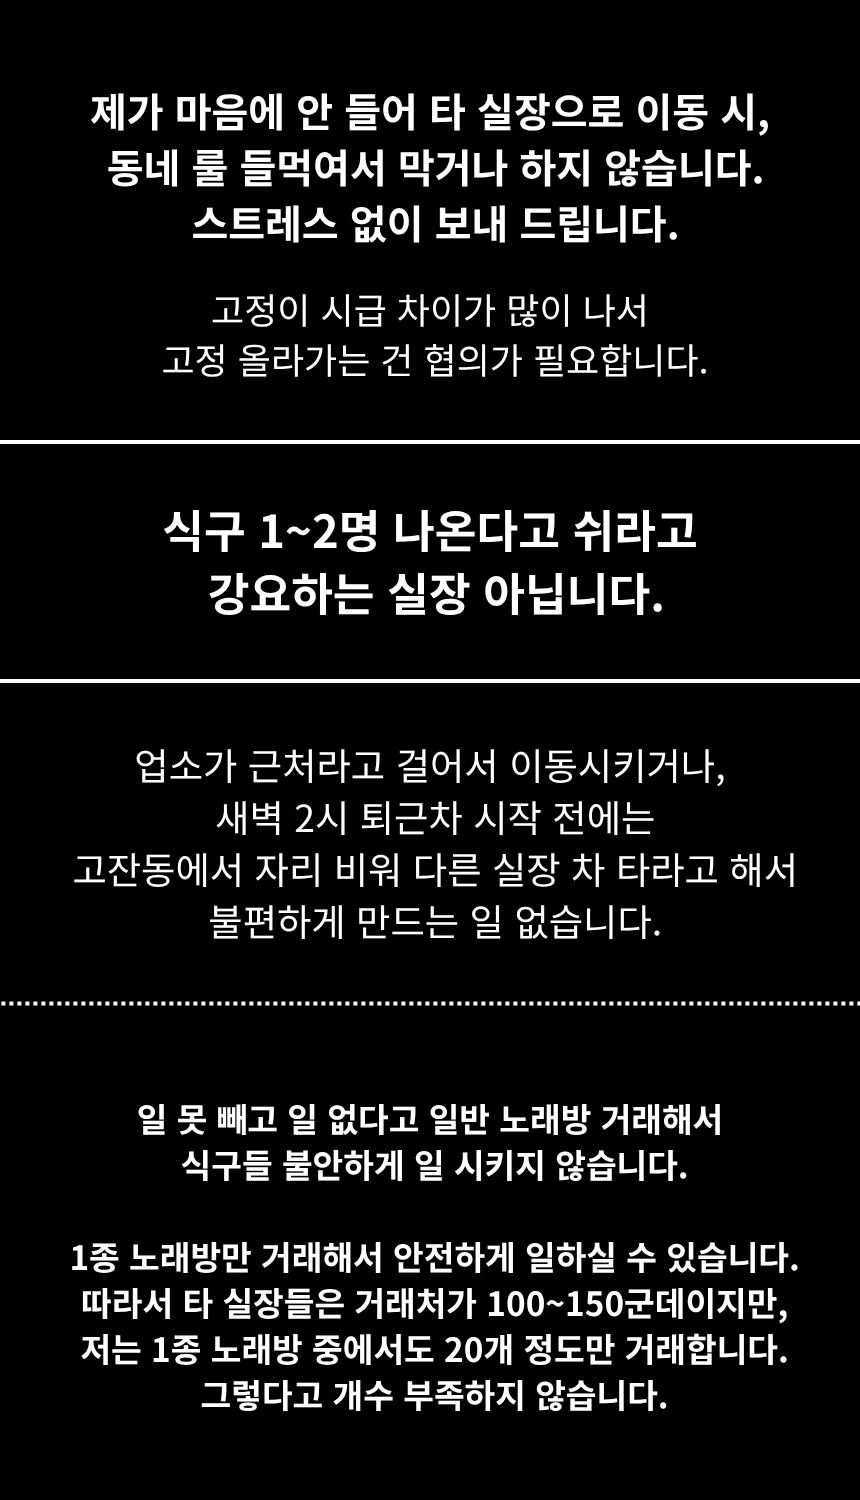 제가 마음에 안 들어 타 실장으로 이동 시,
동네 룰 들먹여서 막거나 하지 않습니다.
스트레스 없이 보내 드립니다.
고정이 시급 차이가 많이 나서
고정 올라가는 건 협의가 필요합니다.
식구 1~2명 나온다고 쉬라고
강요하는 실장 아닙니다.
업소가 근처라고 걸어서 이동시키거나,
새벽 2시 퇴근차 시작 전에는
고잔동에서 자리 비워 다른 실장 차 타라고 해서
불편하게 만드는 일 없습니다.
일 못 빼고 일 없다고 일반 노래방 거래해서
식구들 불안하게 일 시키지 않습니다.
1종 노래방만 거래해서 안전하게 일하실 수 있습니다.
따라서 타 실장들은 거래처가 100~150군데이지만,
저는 1종 노래방 중에서도 20개 정도만 거래합니다.
그렇다고 개수 부족하지 않습니다.